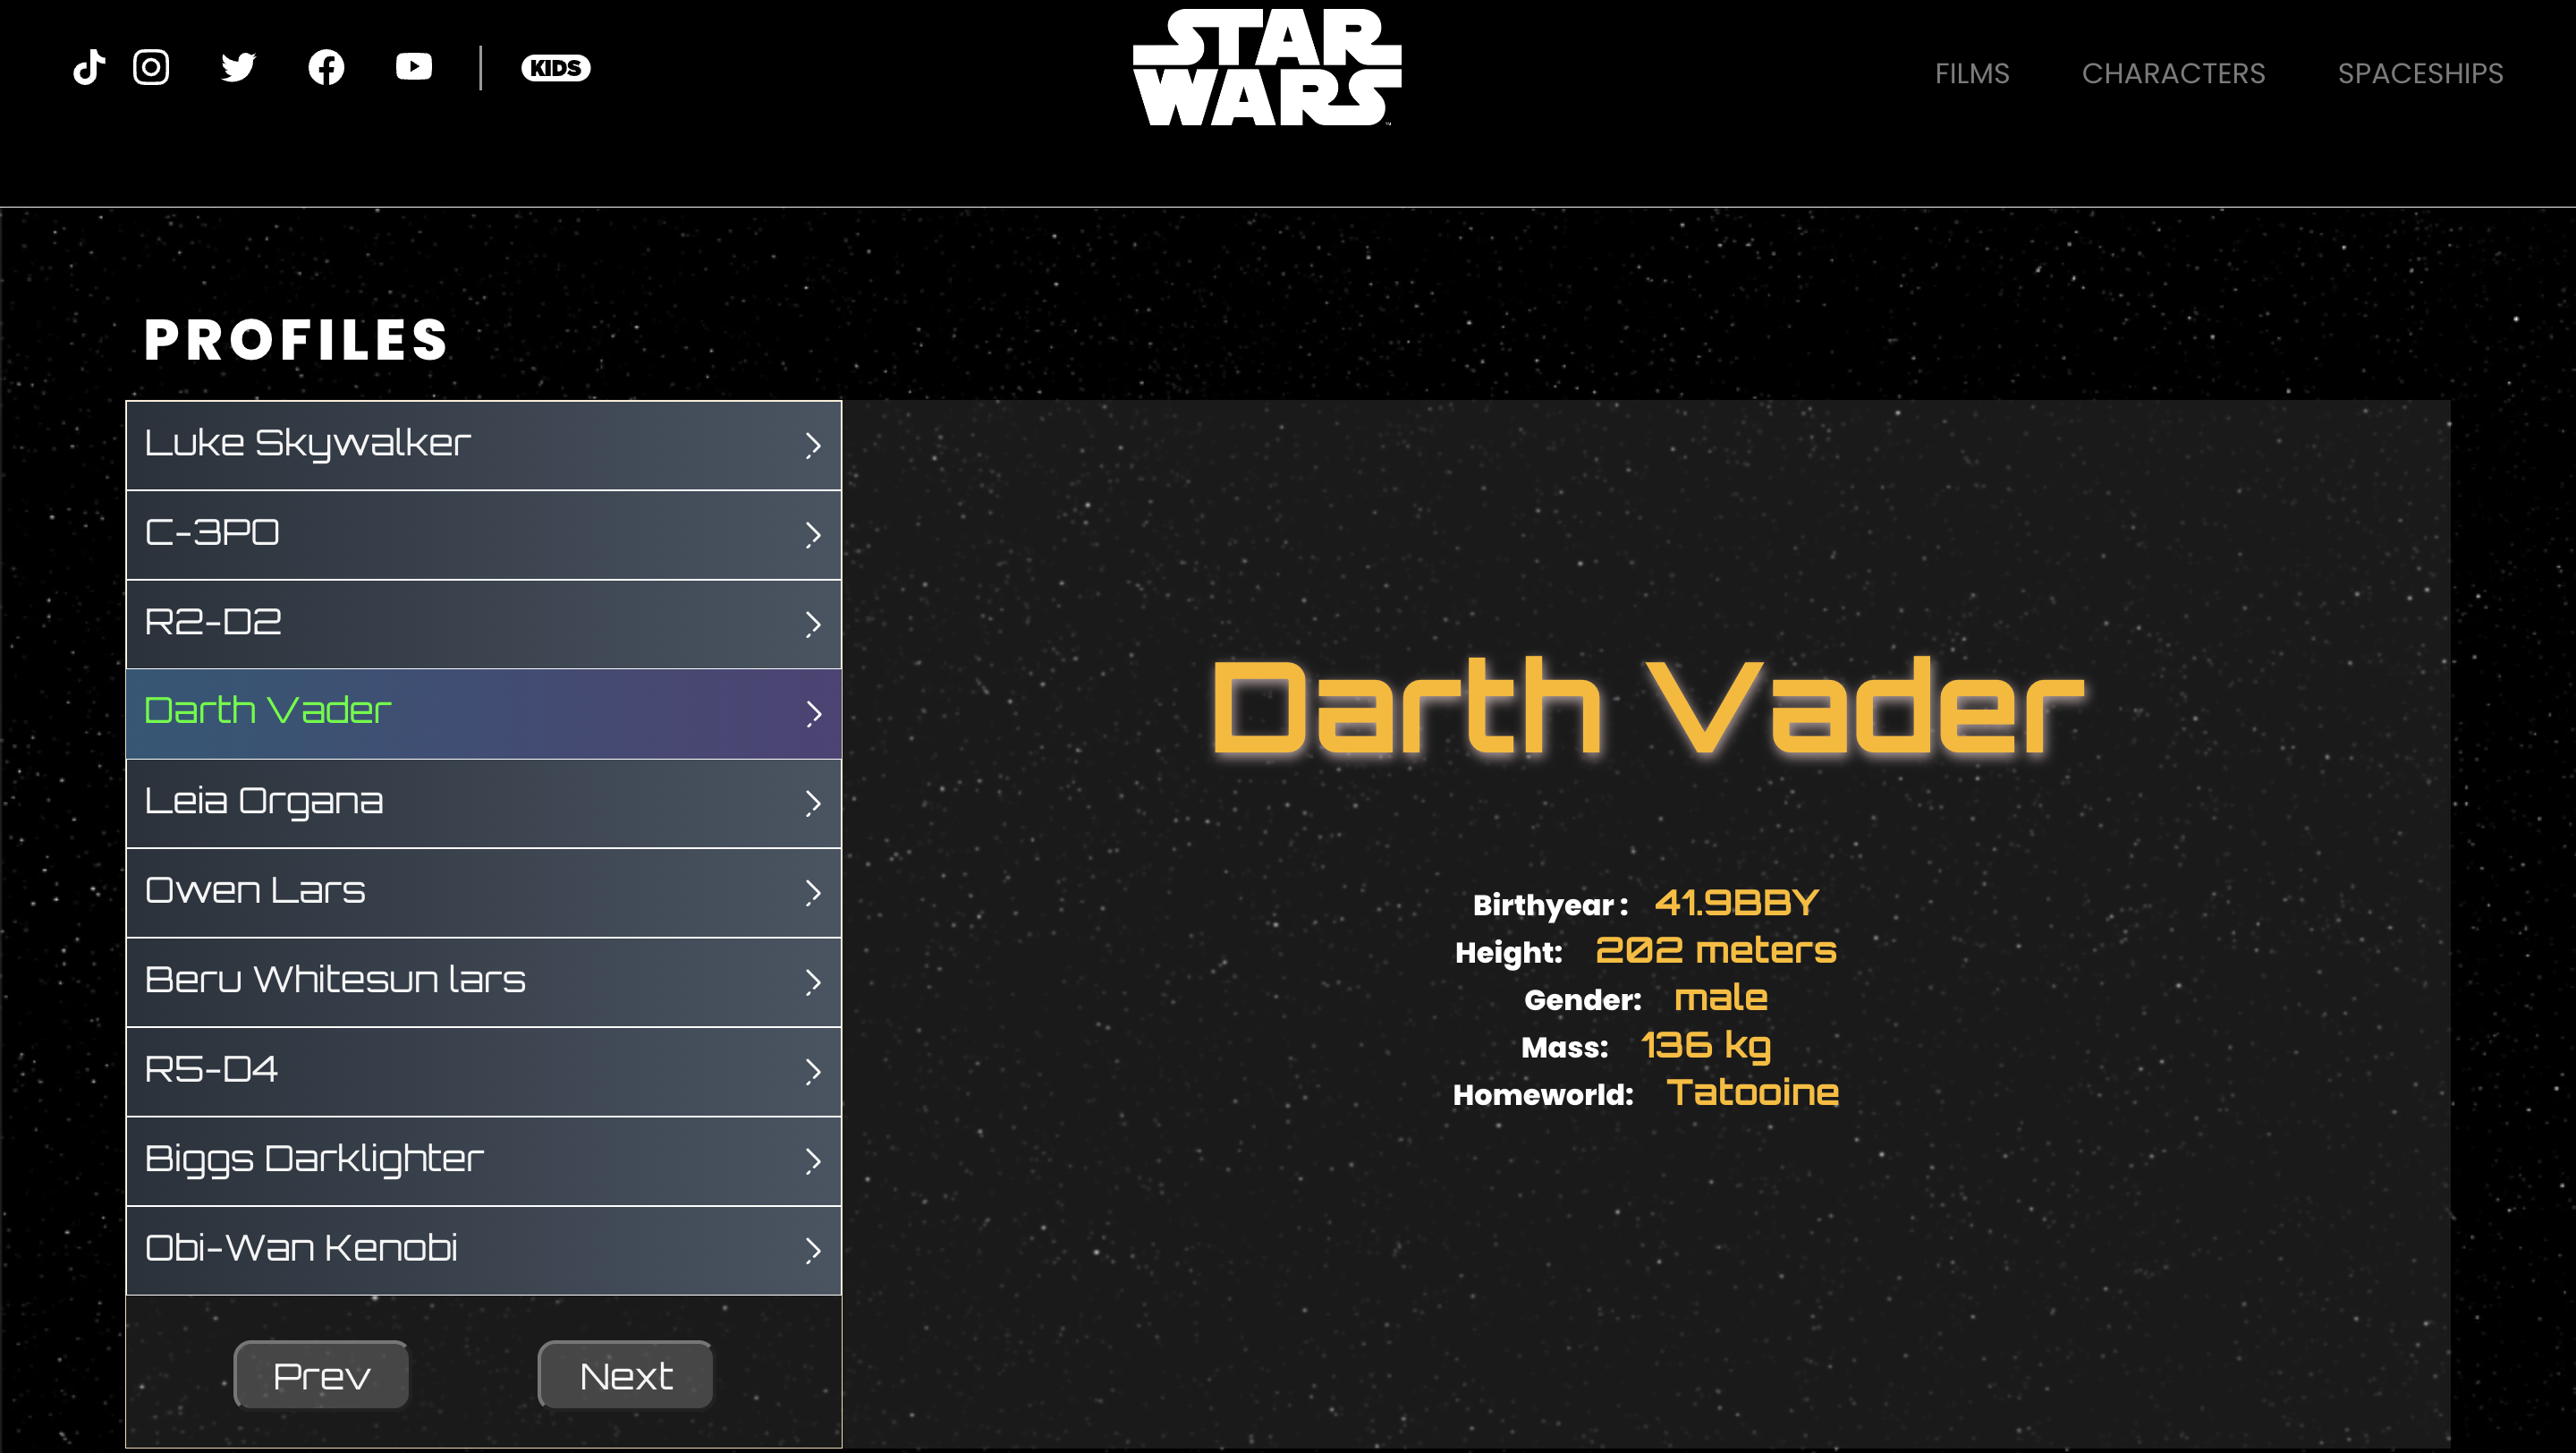 KIDS
STAR
WARS
FILMS CHARACTERS SPACESHIPS
PROFILES
Luke Skywalker
C-3PO
R2-D2
Darth Vader
Leia Organa
Owen Lars
Beru Whitesun lars
R5-D4
Biggs Darklighter
Obi-Wan Kenobi
Prev Next
Darth Vader
Birthyear : 41.9BBY
Height: 202 meters
Gender: male
Mass: 136 kg
Homeworld: Tatooine